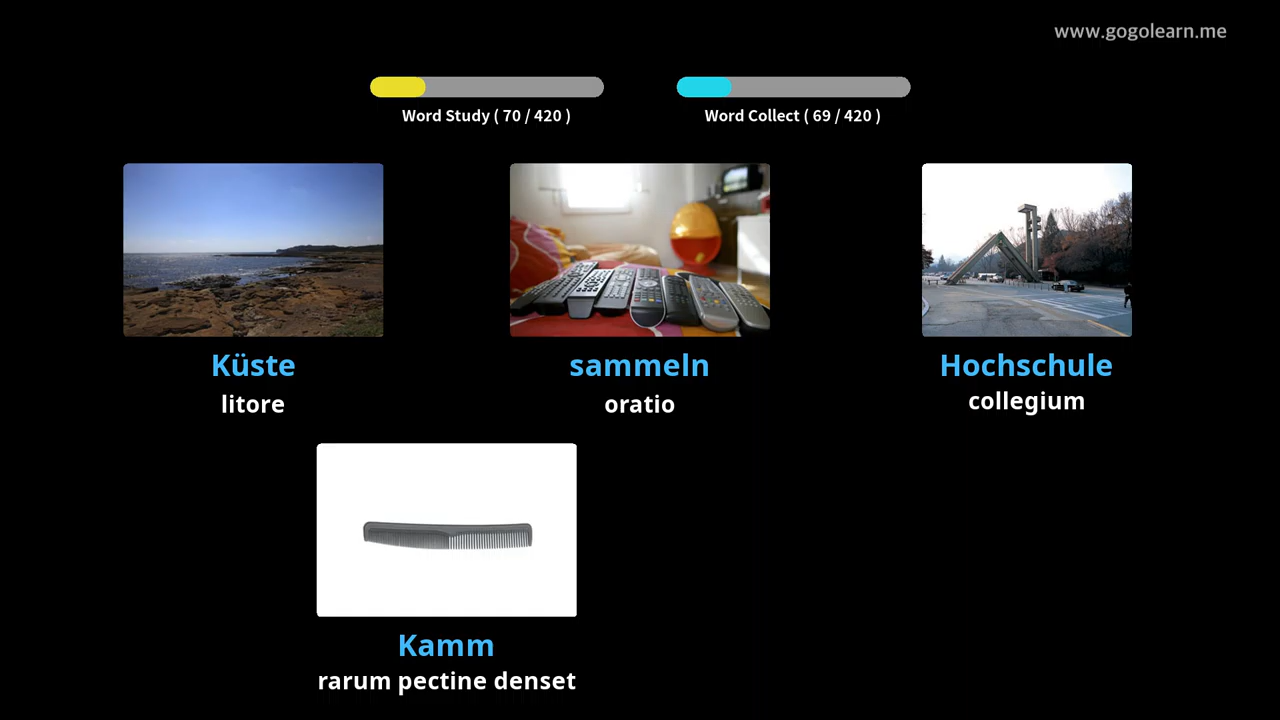 www.gogolearn.me
Word Study ( 70 / 420 )
Word Collect ( 69 / 420 )
Küste
litore
sammeln
oratio
Hochschule
collegium
Kamm
rarum pectine denset